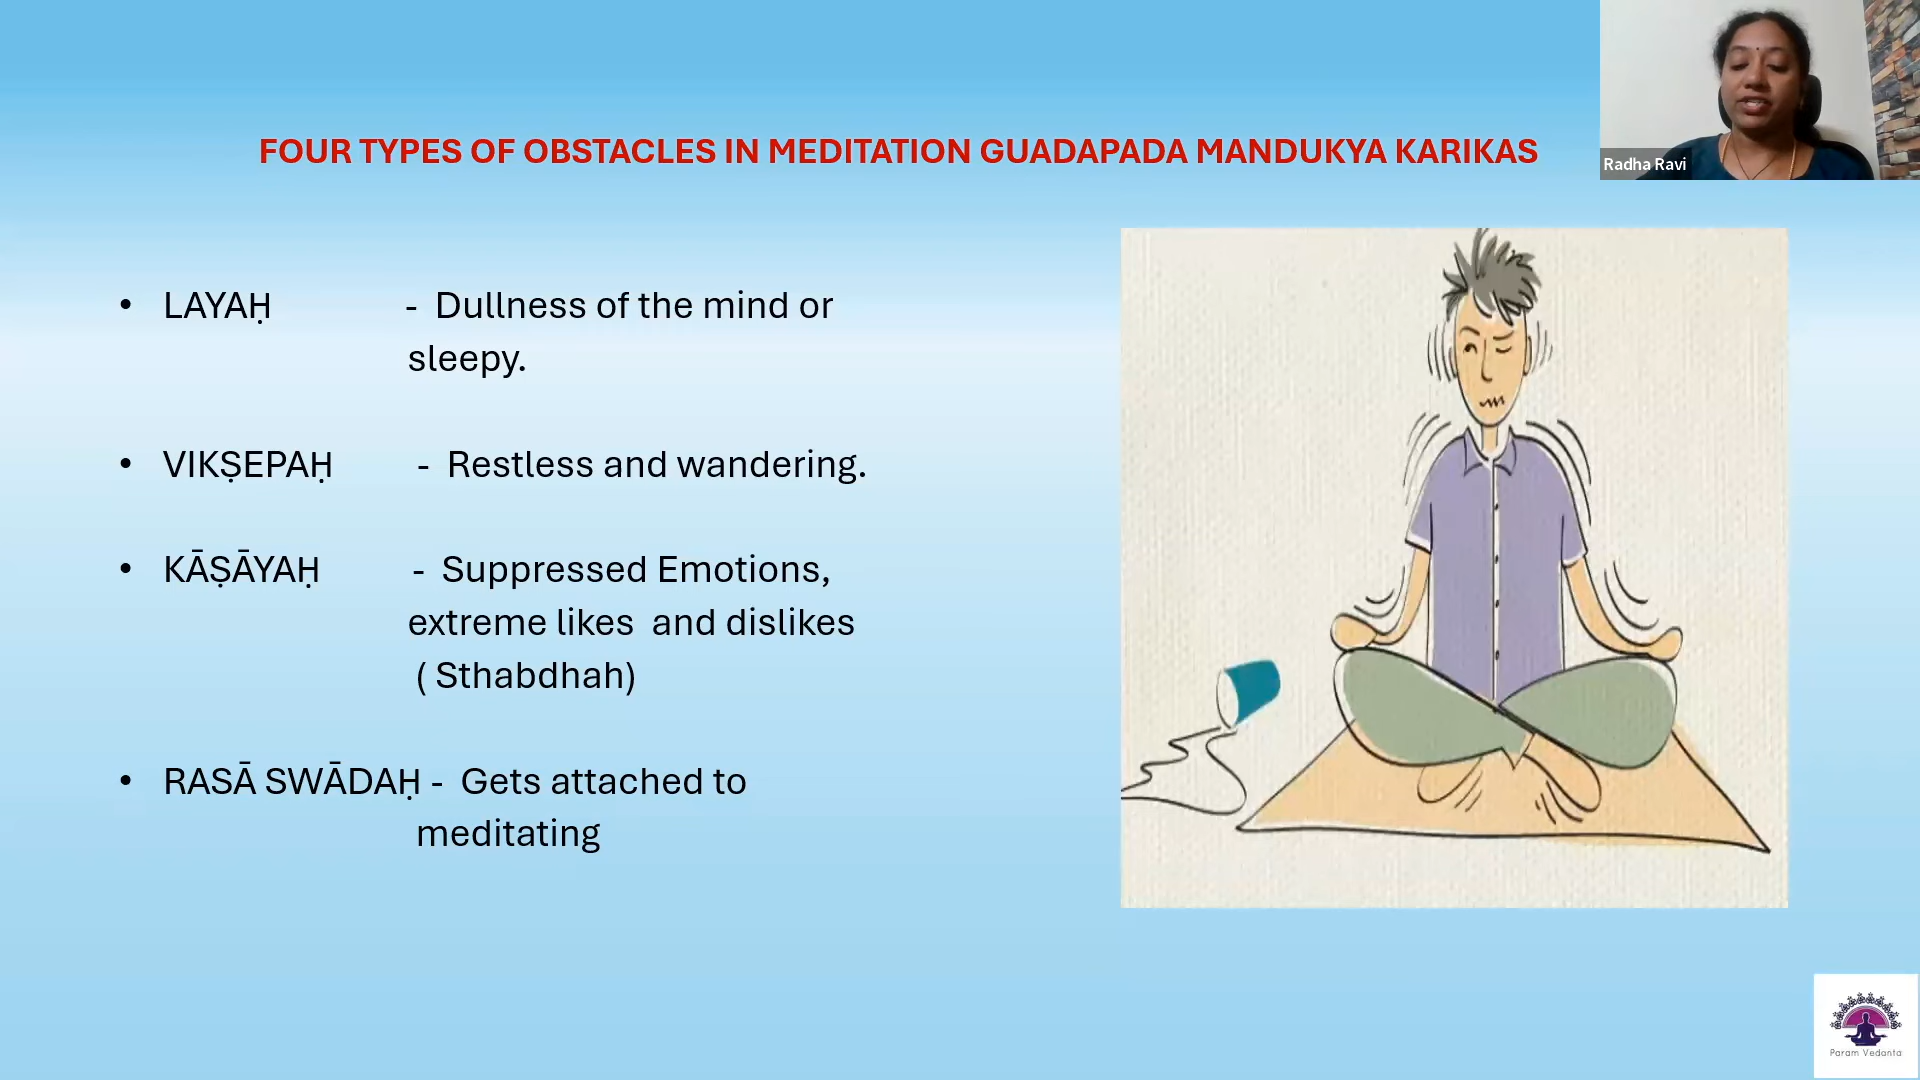 FOUR TYPES OF OBSTACLES IN MEDITATION GUADAPADA MANDUKYA KARIKAS
Radha Ravi
• LAYAḤ - Dullness of the mind or
sleepy.
• VIKṢEPAḤ - Restless and wandering.
• KĀṢĀYAḤ - Suppressed Emotions,
extreme likes and dislikes
( Sthabdhah)
• RASĀ SWĀDAḤ - Gets attached to
meditating
Param Vedanta